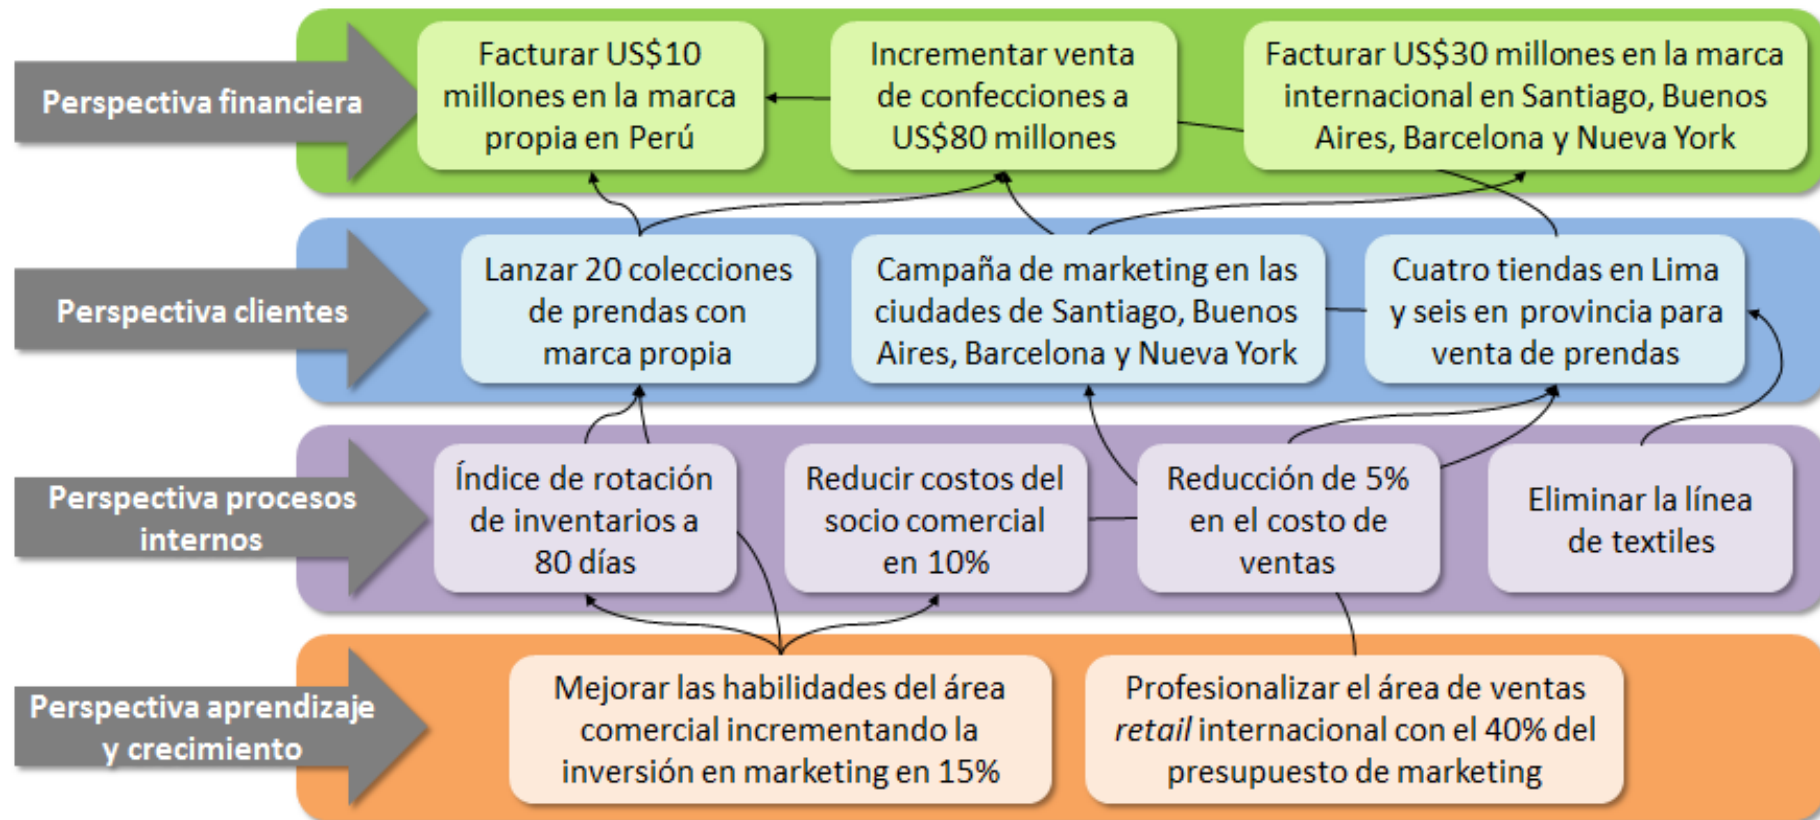 Perspectiva financiera
Facturar US$10
millones en la marca
propia en Perú
Incrementar venta
de confecciones a
US$80 millones
Facturar US$30 millones en la marca
internacional en Santiago, Buenos
Aires, Barcelona y Nueva York
Perspectiva clientes
Lanzar 20 colecciones
de prendas con
marca propia
Campaña de marketing en las
ciudades de Santiago, Buenos
Aires, Barcelona y Nueva York
Cuatro tiendas en Lima
y seis en provincia para
venta de prendas
Perspectiva procesos
internos
Índice de rotación
de inventarios a
80 días
Reducir costos del
socio comercial
en 10%
Reducción de 5%
en el costo de
ventas
Eliminar la línea
de textiles
Perspectiva aprendizaje
y crecimiento
Mejorar las habilidades del área
comercial incrementando la
inversión en marketing en 15%
Profesionalizar el área de ventas
retail internacional con el 40% del
presupuesto de marketing